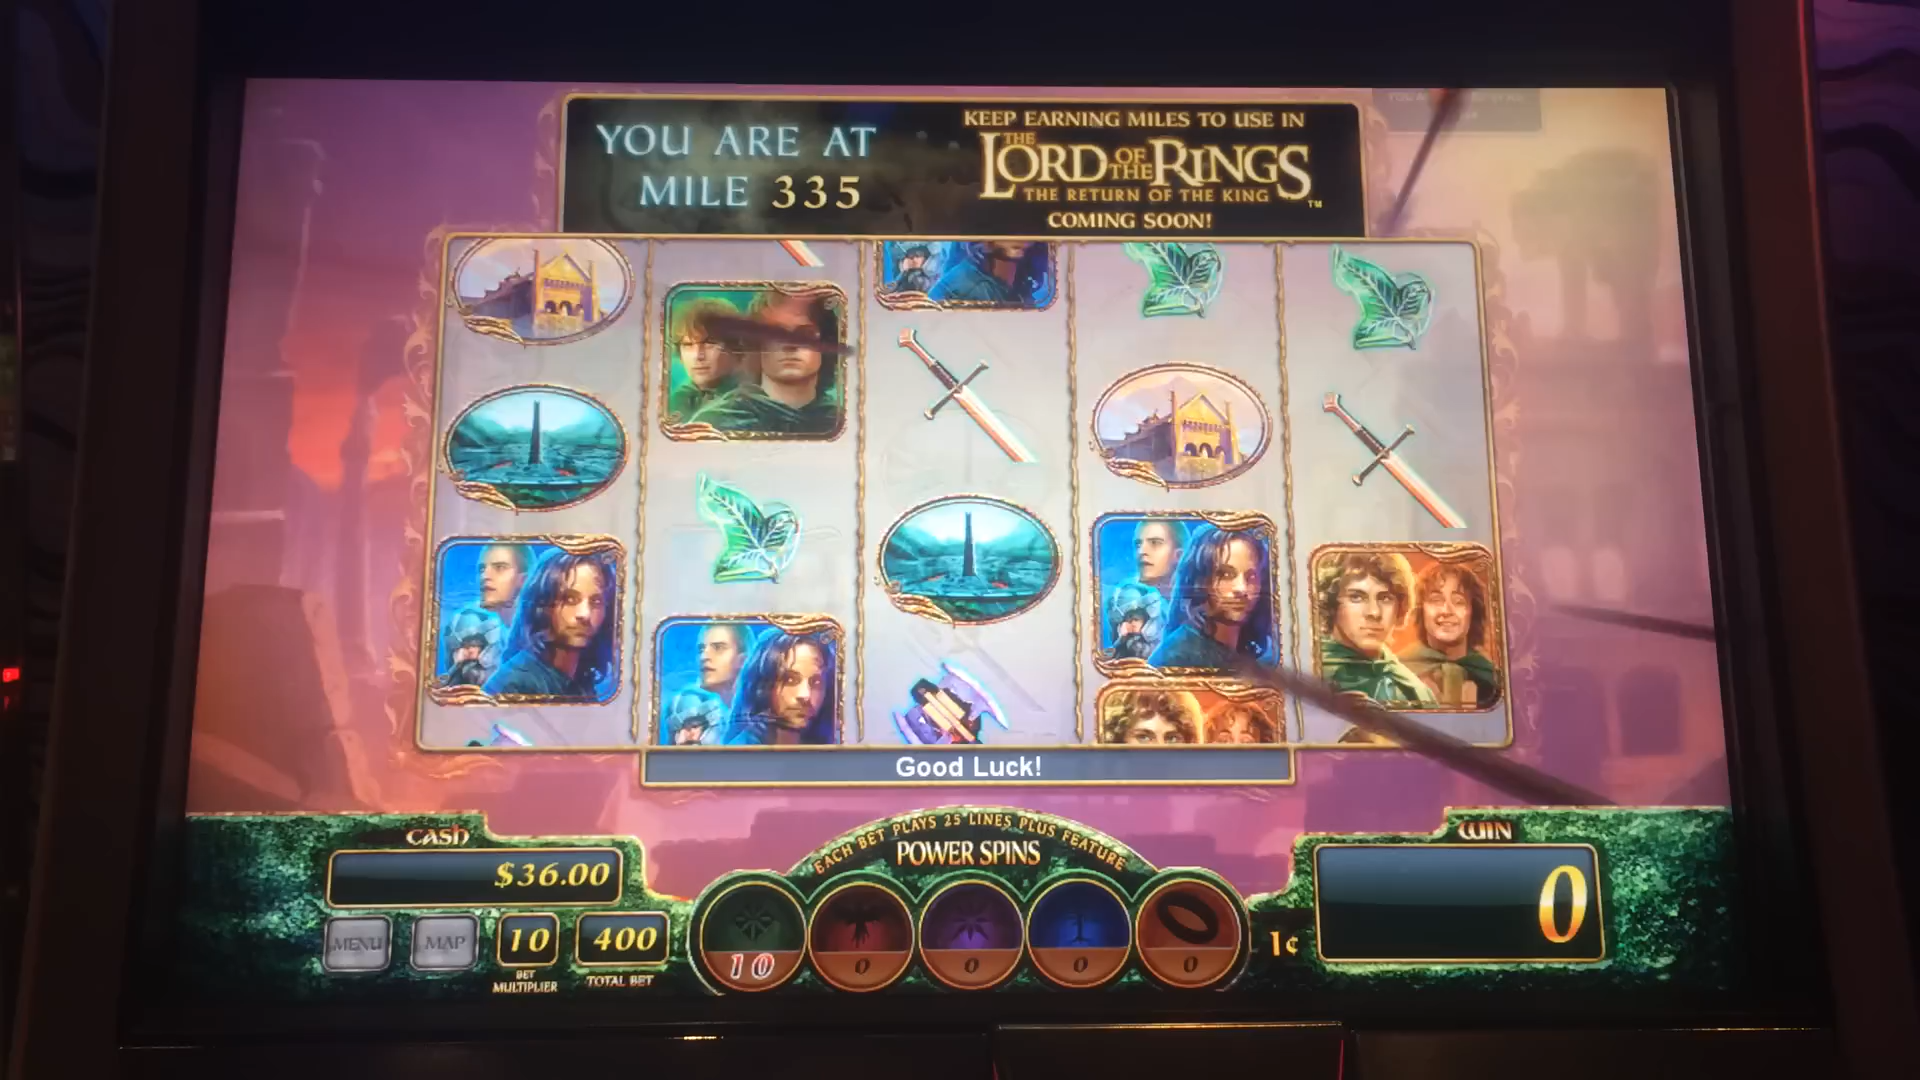 YOU ARE AT
MILE 335
KEEP EARNING MILES TO USE IN
THE
LORD OF THE RINGS
THE RETURN OF THE KING
™
COMING SOON!
Good Luck!
CASH
$36.00
MENU
MAP
10
BET
MULTIPLIER
400
TOTAL BET
EACH BET PLAYS 25 LINES PLUS FEATURE
POWER SPINS
10
0
0
0
0
1¢
WIN
0